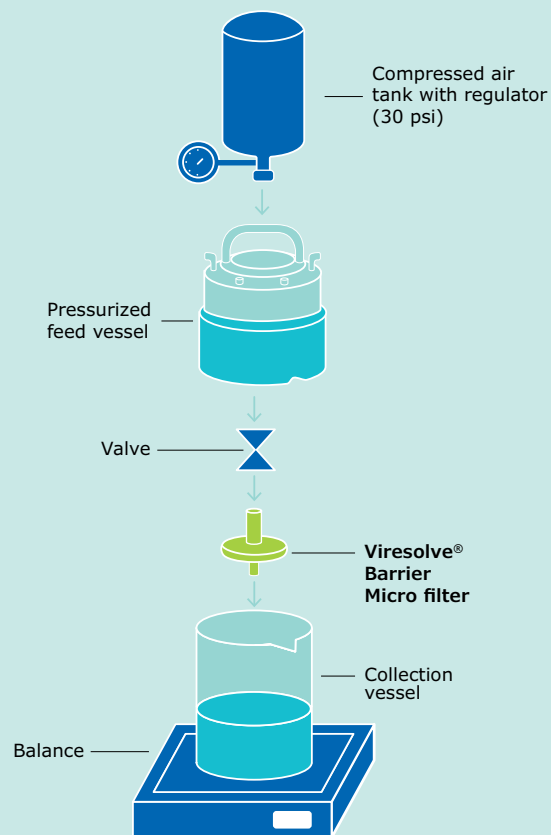 Compressed air
tank with regulator
(30 psi)
Pressurized
feed vessel
Valve
Viresolve®
Barrier
Micro filter
Collection
vessel
Balance